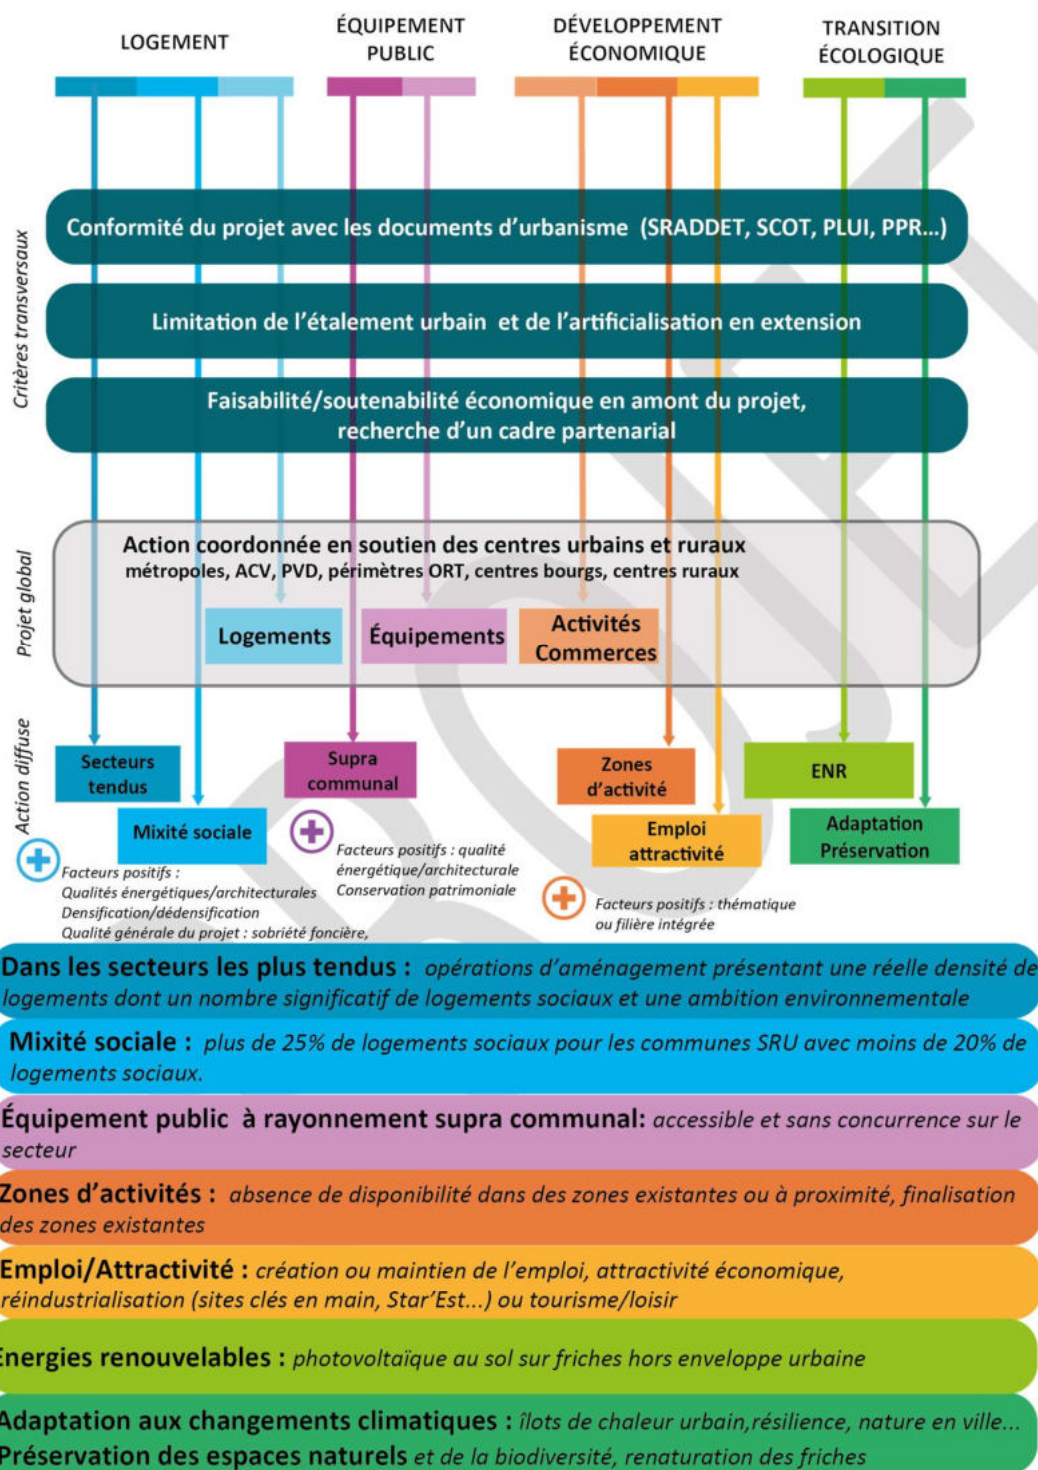 LOGEMENT
ÉQUIPEMENT
PUBLIC
DÉVELOPPEMENT
ÉCONOMIQUE
TRANSITION
ÉCOLOGIQUE
Critères transversaux
Conformité du projet avec les documents d'urbanisme (SRADDET, SCOT, PLUI, PPR...)
Limitation de l'étalement urbain et de l'artificialisation en extension
Faisabilité/soutenabilité économique en amont du projet,
recherche d'un cadre partenarial
Projet global
Action coordonnée en soutien des centres urbains et ruraux
métropoles, ACV, PVD, périmètres ORT, centres bourgs, centres ruraux
Logements
Équipements
Activités
Commerces
Action diffuse
Secteurs
tendus
Mixité sociale
Supra
communal
Zones
d'activité
Emploi
attractivité
ENR
Adaptation
Préservation
Facteurs positifs :
Qualités énergétiques/architecturales
Densification/dédensification
Qualité générale du projet : sobriété foncière,
Facteurs positifs : qualité
énergétique/architecturale
Conservation patrimoniale
Facteurs positifs : thématique
ou filière intégrée
Dans les secteurs les plus tendus : opérations d'aménagement présentant une réelle densité de
logements dont un nombre significatif de logements sociaux et une ambition environnementale
Mixité sociale : plus de 25% de logements sociaux pour les communes SRU avec moins de 20% de
logements sociaux.
Équipement public à rayonnement supra communal: accessible et sans concurrence sur le
secteur
Zones d'activités : absence de disponibilité dans des zones existantes ou à proximité, finalisation
des zones existantes
Emploi/Attractivité : création ou maintien de l'emploi, attractivité économique,
réindustrialisation (sites clés en main, Star'Est...) ou tourisme/loisir
Energies renouvelables : photovoltaïque au sol sur friches hors enveloppe urbaine
Adaptation aux changements climatiques : îlots de chaleur urbain,résilience, nature en ville...
Préservation des espaces naturels et de la biodiversité, renaturation des friches
PROJET